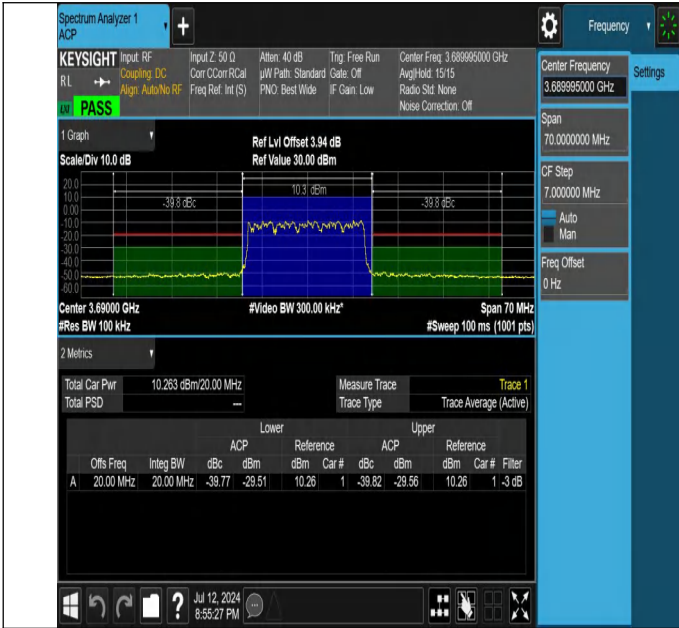 Spectrum Analyzer 1
ACP
+
Frequency
KEYSIGHT
RL
PASS
Input: RF
Coupling: DC
Align: Auto/No RF
Input Z: 50 Ω
Corr CCorr RCal
Freq Ref: Int (S)
Atten: 40 dB
µW Path: Standard
PNO: Best Wide
Trig: Free Run
Gate: Off
IF Gain: Low
Center Freq: 3.689995000 GHz
Avg|Hold: 15/15
Radio Std: None
Noise Correction: Off
Center Frequency
3.689995000 GHz
Settings
Span
70.0000000 MHz
CF Step
7.000000 MHz
Auto
Man
Freq Offset
0 Hz
1 Graph
Scale/Div 10.0 dB
Ref Lvl Offset 3.94 dB
Ref Value 30.00 dBm
20.0
10.0
0.00
-10.0
-20.0
-30.0
-40.0
-50.0
-60.0
-39.8 dBc
10.3 dBm
-39.8 dBc
Center 3.69000 GHz
#Video BW 300.00 kHz*
Span 70 MHz
#Res BW 100 kHz
#Sweep 100 ms (1001 pts)
2 Metrics
Total Car Pwr 10.263 dBm/20.00 MHz
Total PSD ---
Measure Trace Trace 1
Trace Type Trace Average (Active)
Lower Upper
ACP Reference ACP Reference
Offs Freq Integ BW dBc dBm dBm Car # dBc dBm dBm Car # Filter
A 20.00 MHz 20.00 MHz -39.77 -29.51 10.26 1 -39.82 -29.56 10.26 1 -3 dB
?
Jul 12, 2024
8:55:27 PM